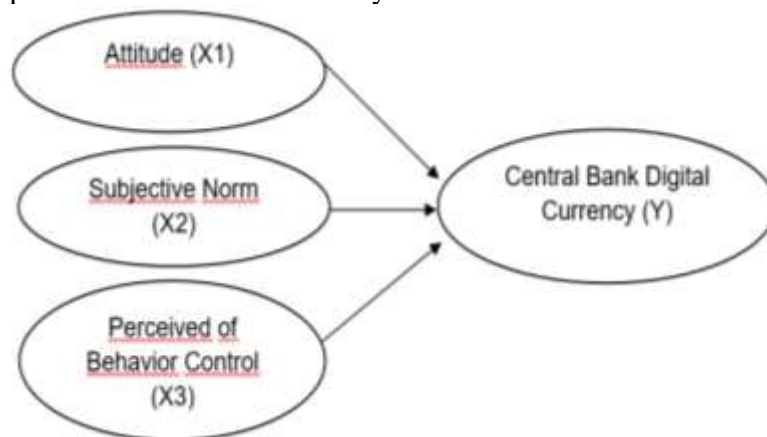 Attitude (X1)
Subjective Norm
(X2)
Perceived of
Behavior Control
(X3)
Central Bank Digital
Currency (Y)